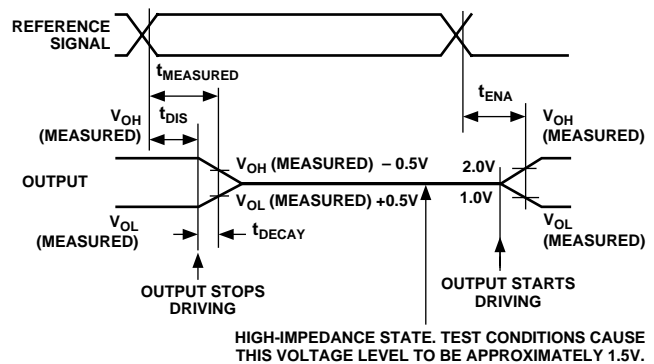 REFERENCE
SIGNAL
tMEASURED
tENA
VOH
(MEASURED)
tDIS
VOH
(MEASURED)
VOH (MEASURED) – 0.5V
2.0V
OUTPUT
VOL (MEASURED) +0.5V
1.0V
VOL
(MEASURED)
tDECAY
VOL
(MEASURED)
OUTPUT STOPS
DRIVING
OUTPUT STARTS
DRIVING
HIGH-IMPEDANCE STATE. TEST CONDITIONS CAUSE
THIS VOLTAGE LEVEL TO BE APPROXIMATELY 1.5V.